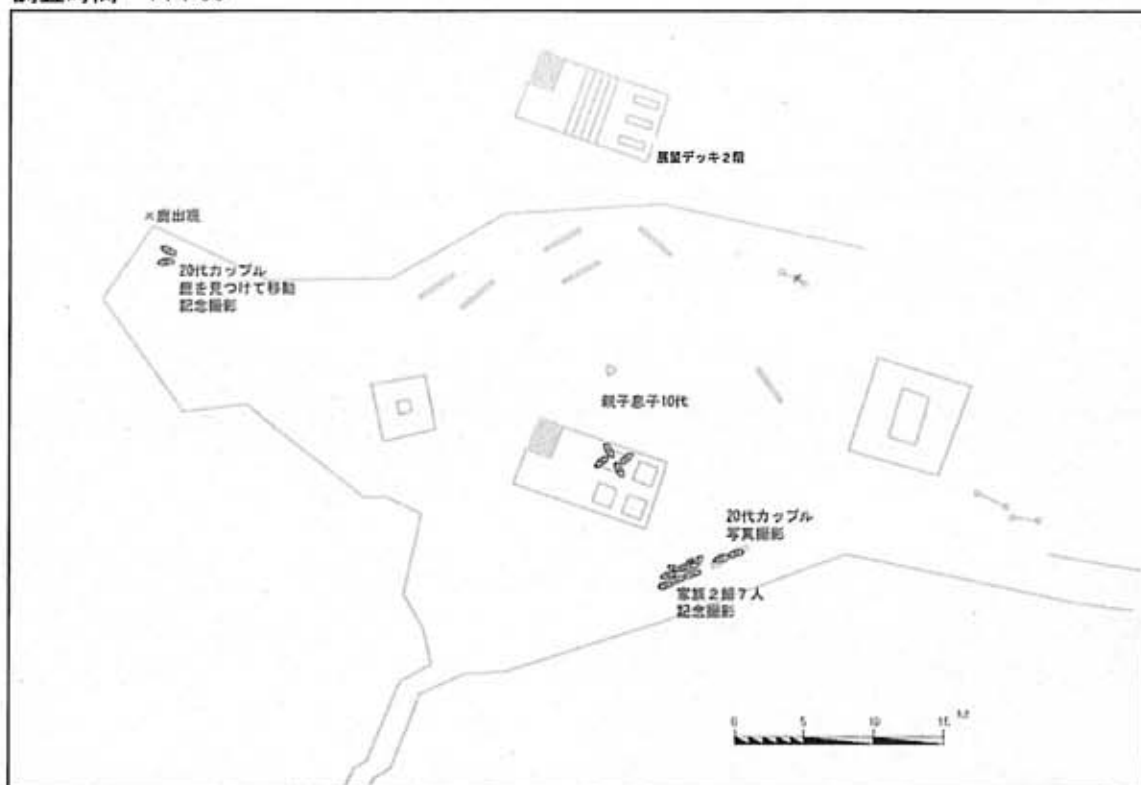 展望デッキ2階
×鹿出現
20代カップル
鹿を見つけて移動
記念撮影
親子息子10代
20代カップル
写真撮影
家族2組7人
記念撮影
0 5 10 15